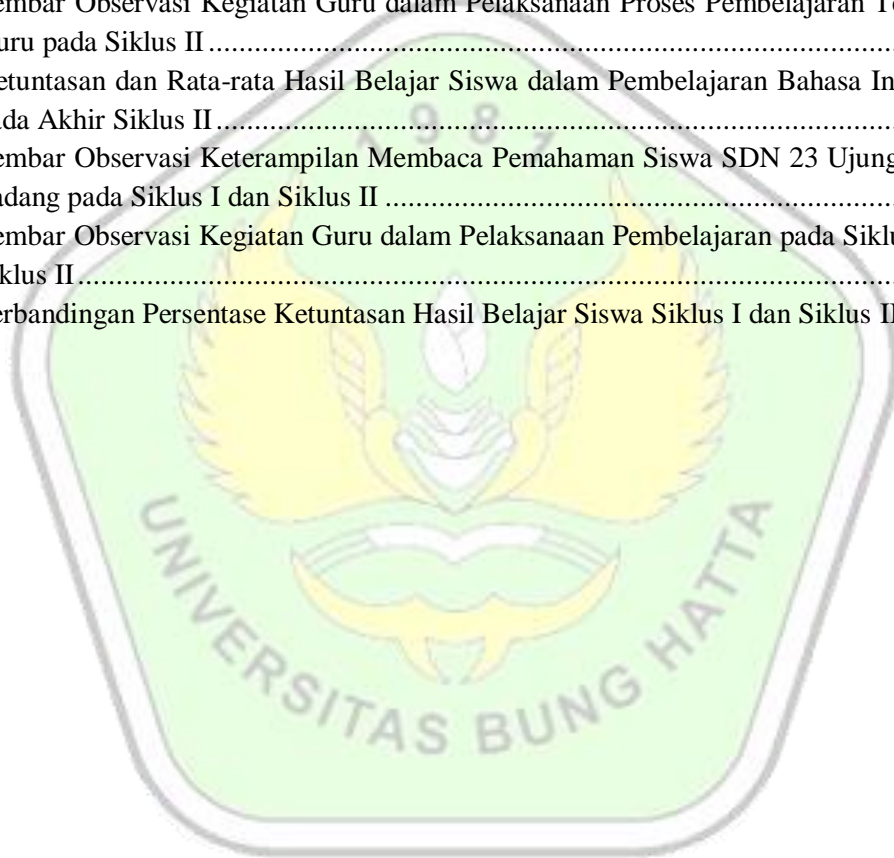 embar Observasi Kegiatan Guru dalam Pelaksanaan Proses Pembelajaran
uru pada Siklus II
etuntasan dan Rata-rata Hasil Belajar Siswa dalam Pembelajaran Bahasa In
ada Akhir Siklus II
embar Observasi Keterampilan Membaca Pemahaman Siswa SDN 23 Ujung
adang pada Siklus I dan Siklus II
embar Observasi Kegiatan Guru dalam Pelaksanaan Pembelajaran pada Siklu
klus II
erbandingan Persentase Ketuntasan Hasil Belajar Siswa Siklus I dan Siklus II
1981
UNIVERSITAS BUNG HATTA